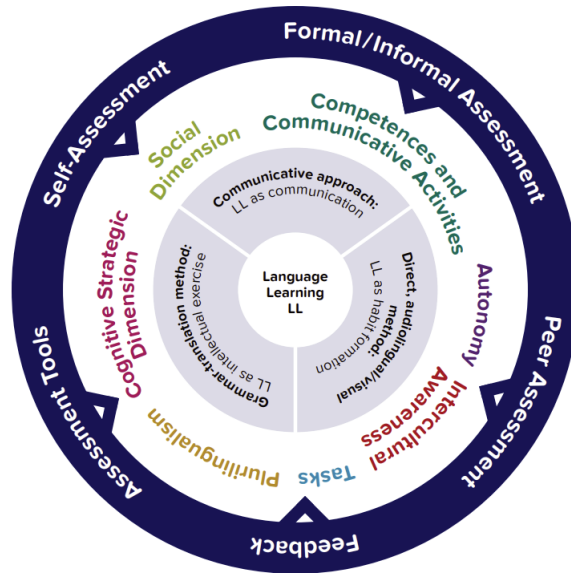 Formal/Informal Assessment
Peer Assessment
Feedback
Assessment Tools
Self-Assessment
Social
Dimension
Competences and
Communicative Activities
Autonomy
Intercultural
Awareness
Tasks
Plurilingualism
Cognitive Strategic
Dimension
Communicative approach:
LL as communication
Direct, audiolingual/visual
method:
LL as habit formation
Grammar-translation method:
LL as intellectual exercise
Language
Learning
LL